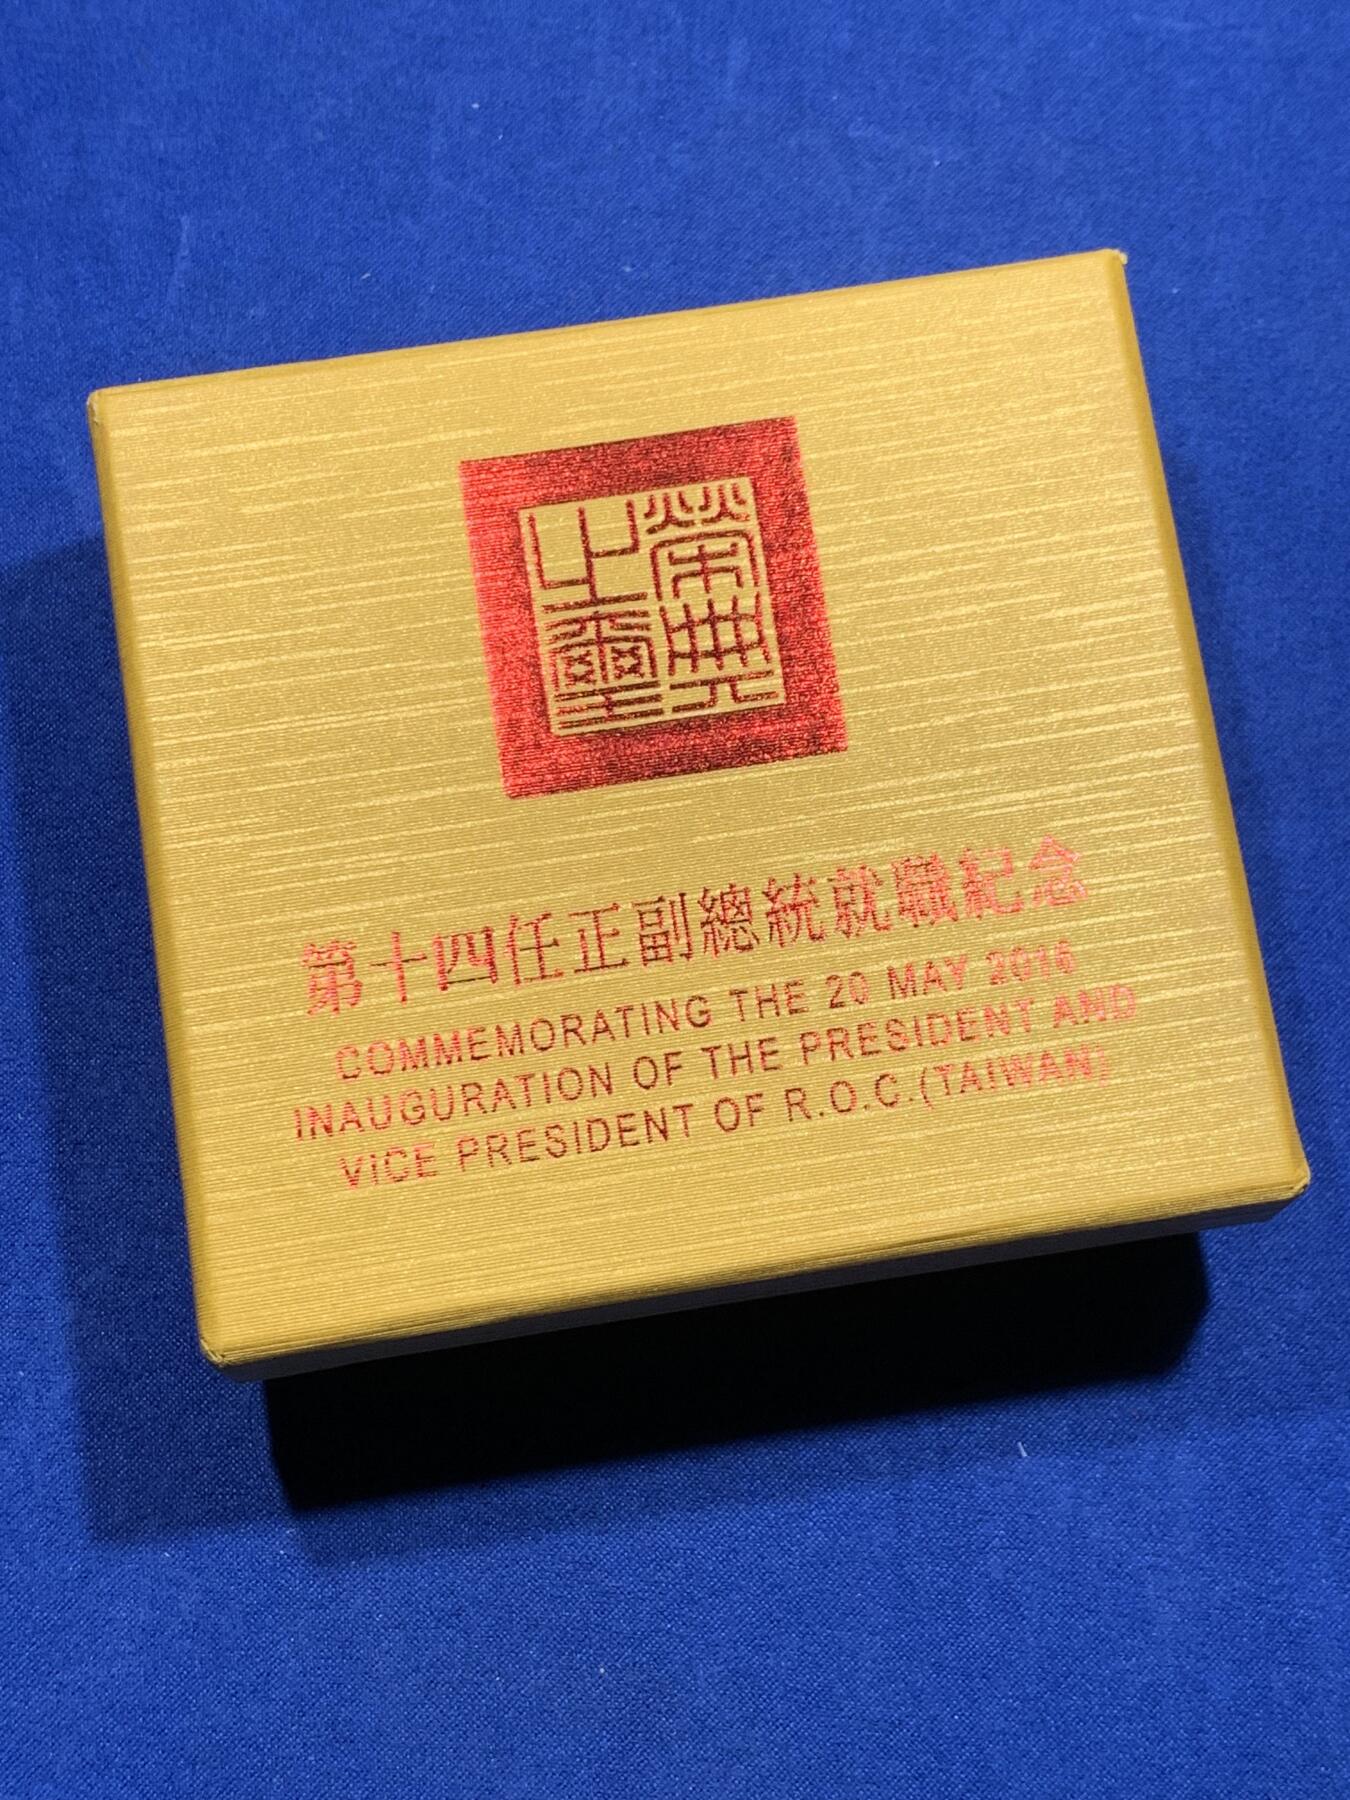 榮典之璽
第十四任正副總統就職紀念
COMMEMORATING THE 20 MAY 2016
INAUGURATION OF THE PRESIDENT AND
VICE PRESIDENT OF R.O.C.(TAIWAN)